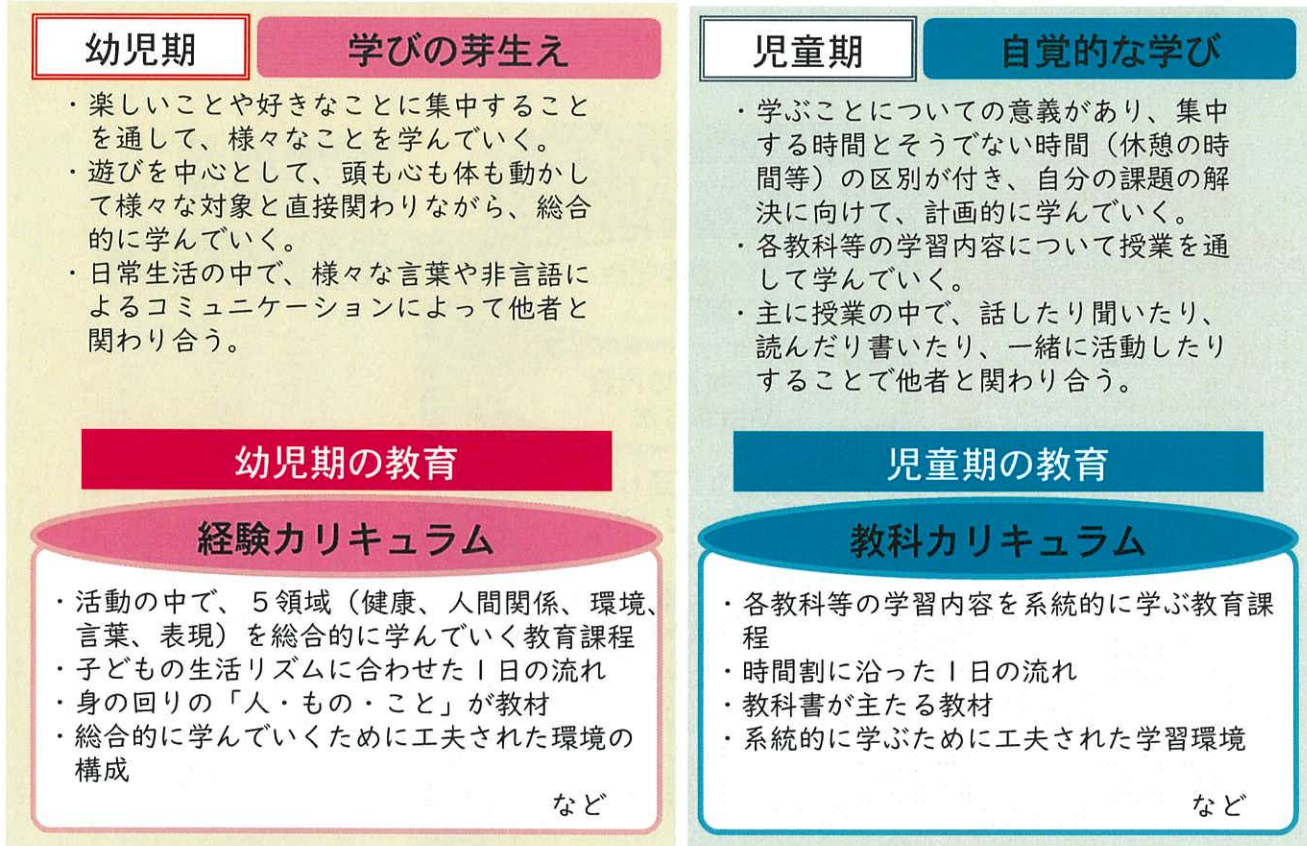 幼児期
学びの芽生え
・楽しいことや好きなことに集中すること
を通して、様々なことを学んでいく。
・遊びを中心として、頭も心も体も動かし
て様々な対象と直接関わりながら、総合
的に学んでいく。
・日常生活の中で、様々な言葉や非言語に
よるコミュニケーションによって他者と
関わり合う。
幼児期の教育
経験カリキュラム
・活動の中で、５領域（健康、人間関係、環境、
言葉、表現）を総合的に学んでいく教育課程
・子どもの生活リズムに合わせた１日の流れ
・身の回りの「人・もの・こと」が教材
・総合的に学んでいくために工夫された環境の
構成
など
児童期
自覚的な学び
・学ぶことについての意義があり、集中
する時間とそうでない時間（休憩の時
間等）の区別が付き、自分の課題の解
決に向けて、計画的に学んでいく。
・各教科等の学習内容について授業を通
して学んでいく。
・主に授業の中で、話したり聞いたり、
読んだり書いたり、一緒に活動したり
することで他者と関わり合う。
児童期の教育
教科カリキュラム
・各教科等の学習内容を系統的に学ぶ教育課
程
・時間割に沿った１日の流れ
・教科書が主たる教材
・系統的に学ぶために工夫された学習環境
など